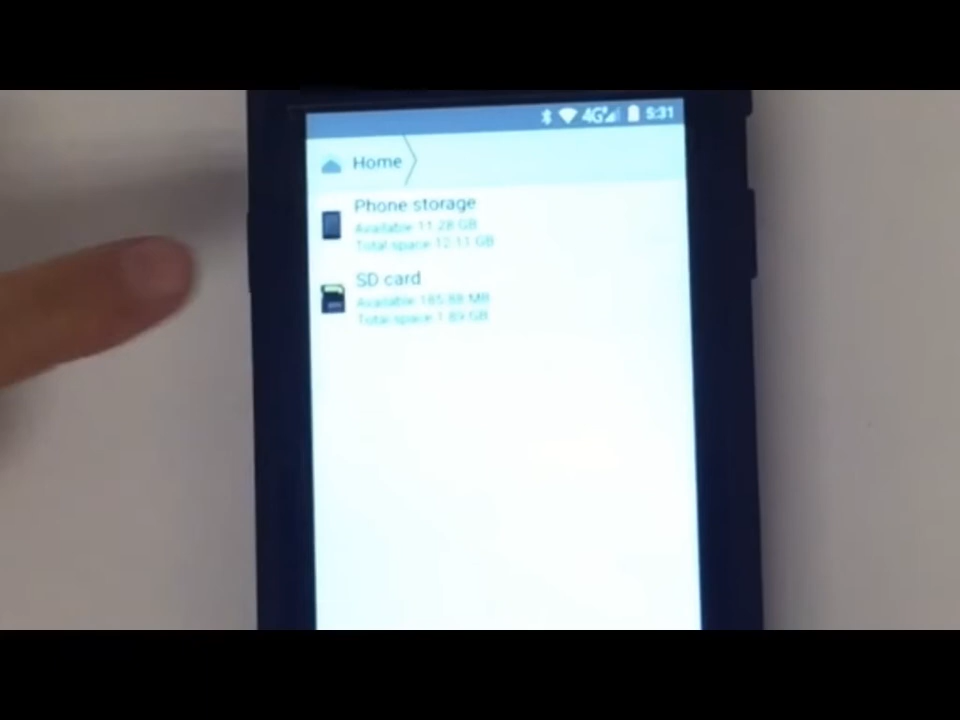 4G 5:31
Home
Phone storage
Available 11.28 GB
Total space 12.11 GB
SD card
Available 185.88 MB
Total space 1.89 GB